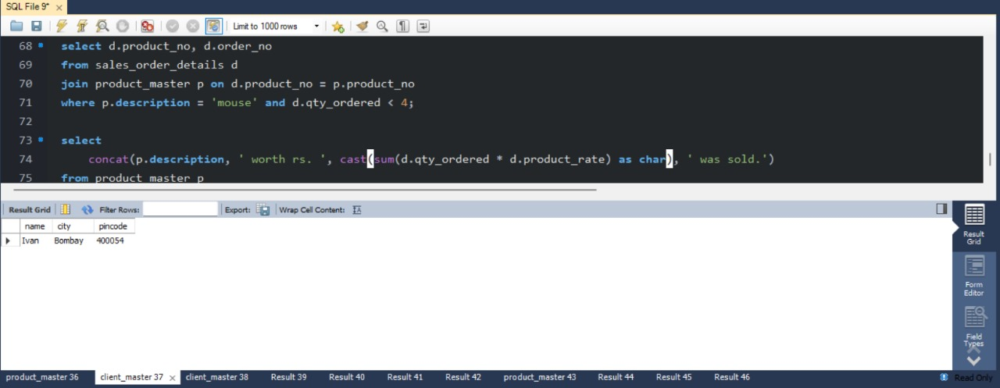 SQL File 9*
Limit to 1000 rows
68 select d.product_no, d.order_no
69 from sales_order_details d
70 join product_master p on d.product_no = p.product_no
71 where p.description = 'mouse' and d.qty_ordered < 4;
72
73 select
74 concat(p.description, ' worth rs. ', cast(sum(d.qty_ordered * d.product_rate) as char), ' was sold.')
75 from product_master p
Result Grid Filter Rows: Export: Wrap Cell Content:
name city pincode
Ivan Bombay 400054
Result
Grid
Form
Editor
Field
Types
product_master 36 client_master 37 client_master 38 Result 39 Result 40 Result 41 Result 42 product_master 43 Result 44 Result 45 Result 46 Read Only